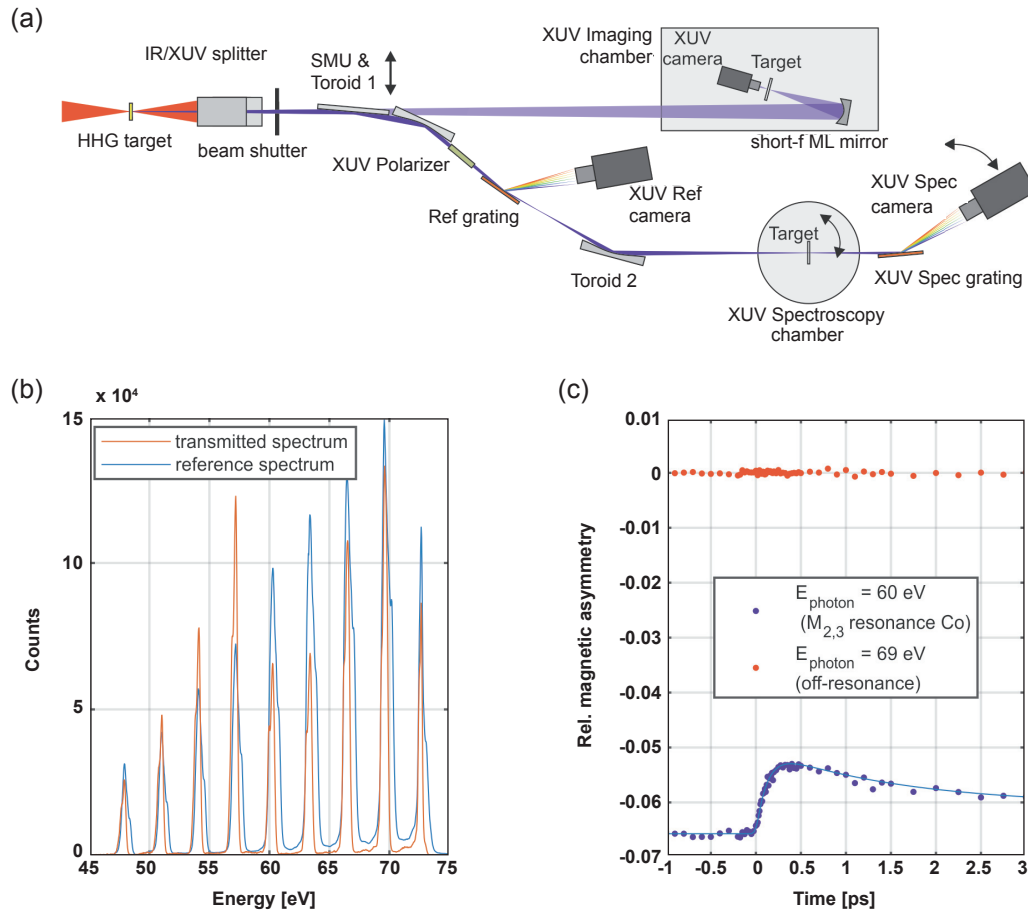 (a)
IR/XUV splitter
HHG target
beam shutter
SMU &
Toroid 1
XUV Polarizer
Ref grating
XUV Ref
camera
Toroid 2
XUV Imaging
chamber
XUV
camera
Target
short-f ML mirror
XUV Spec
camera
Target
XUV Spec grating
XUV Spectroscopy
chamber
(b)
x 10⁴
15
10
5
0
45
50
55
60
65
70
75
Counts
Energy [eV]
transmitted spectrum
reference spectrum
(c)
0.01
0
-0.01
-0.02
-0.03
-0.04
-0.05
-0.06
-0.07
-1
-0.5
0
0.5
1
1.5
2
2.5
3
Rel. magnetic asymmetry
Time [ps]
E_photon = 60 eV
(M_2,3 resonance Co)
E_photon = 69 eV
(off-resonance)